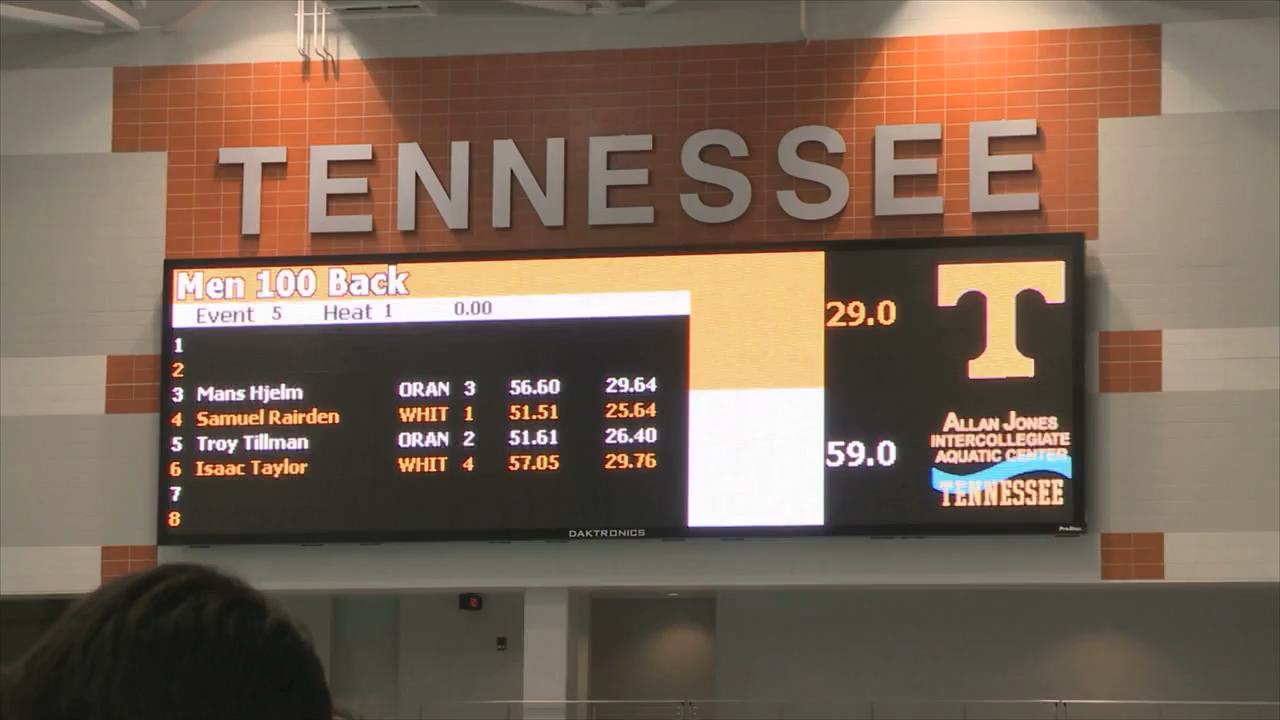 TENNESSEE
Men 100 Back
Event 5 Heat 1 0.00
1
2
3 Mans Hjelm ORAN 3 56.60 29.64
4 Samuel Rairden WHIT 1 51.51 25.64
5 Troy Tillman ORAN 2 51.61 26.40
6 Isaac Taylor WHIT 4 57.05 29.76
7
8
29.0
59.0
T
ALLAN JONES
INTERCOLLEGIATE
AQUATIC CENTER
TENNESSEE
DAKTRONICS